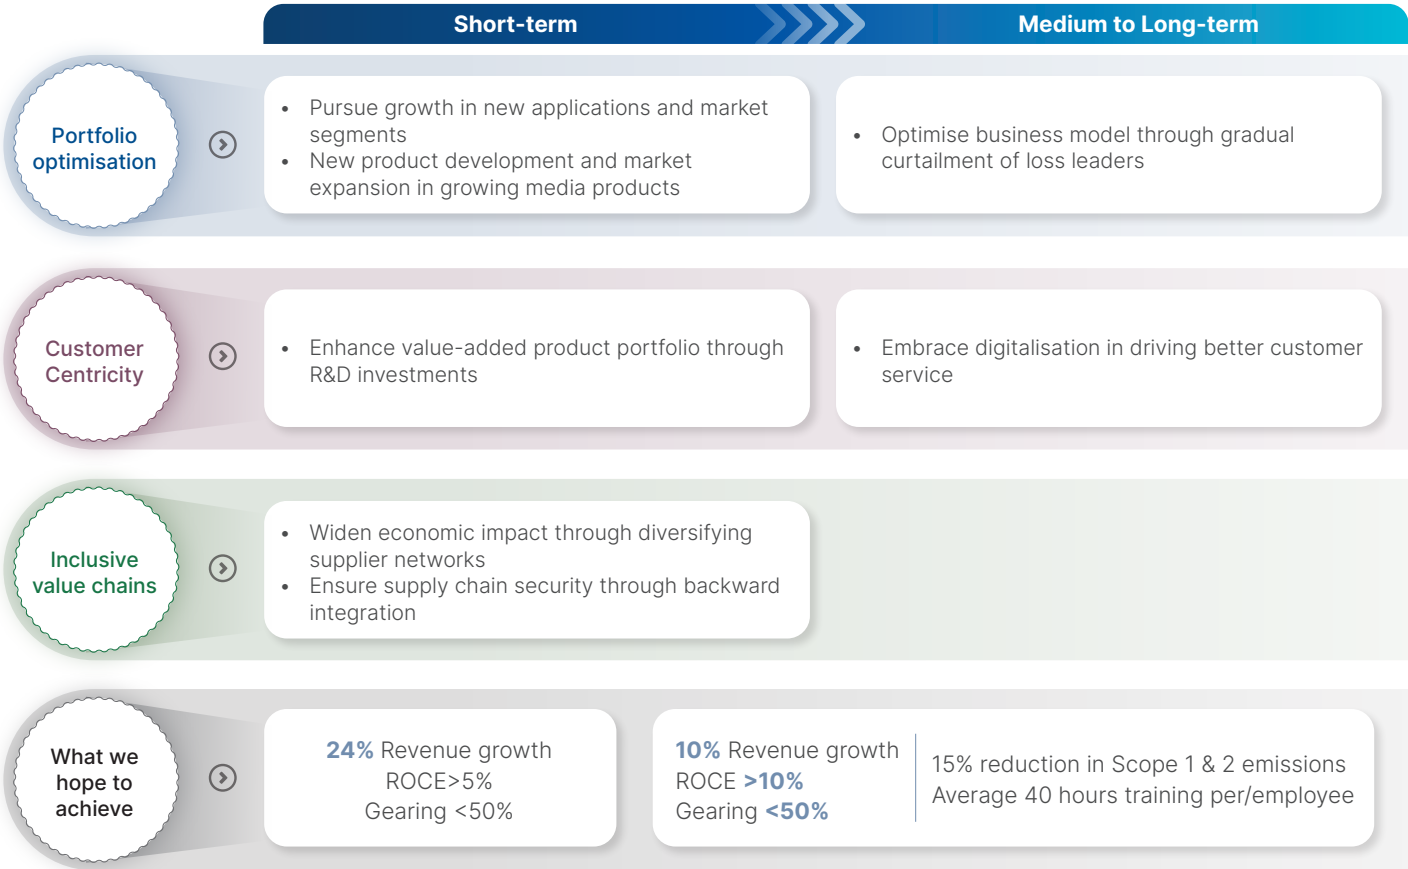 Short-term
Medium to Long-term
Portfolio
optimisation
• Pursue growth in new applications and market
segments
• New product development and market
expansion in growing media products
• Optimise business model through gradual
curtailment of loss leaders
Customer
Centricity
• Enhance value-added product portfolio through
R&D investments
• Embrace digitalisation in driving better customer
service
Inclusive
value chains
• Widen economic impact through diversifying
supplier networks
• Ensure supply chain security through backward
integration
What we
hope to
achieve
24% Revenue growth
ROCE>5%
Gearing <50%
10% Revenue growth
ROCE >10%
Gearing <50%
15% reduction in Scope 1 & 2 emissions
Average 40 hours training per/employee